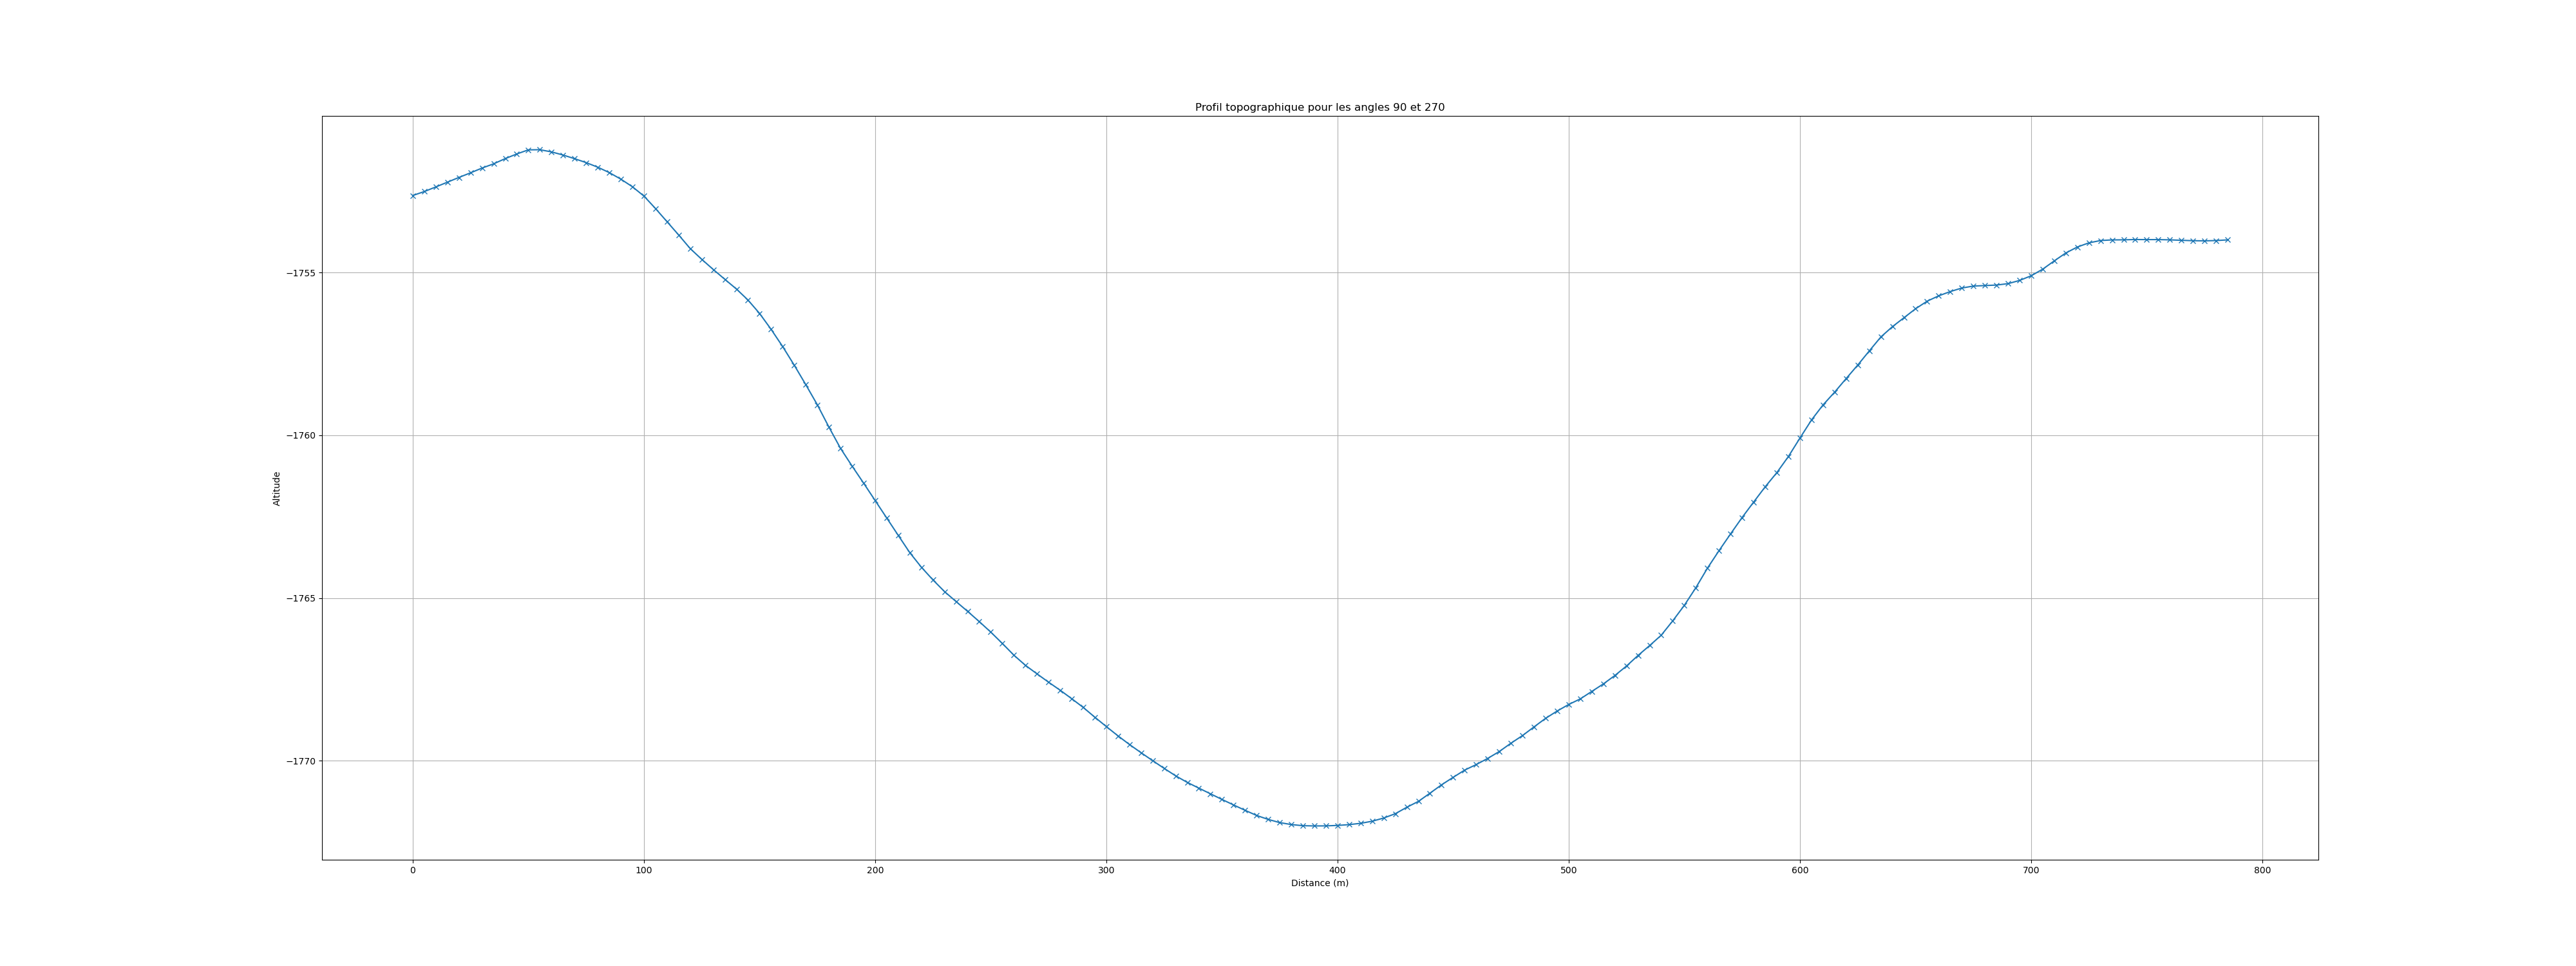 Profil topographique pour les angles 90 et 270
−1755
−1760
−1765
−1770
Altitude
0 100 200 300 400 500 600 700 800
Distance (m)